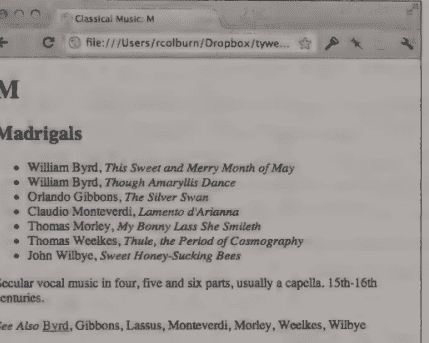 Classical Music: M
file:///Users/rcolburn/Dropbox/tywe...
M
Madrigals
• William Byrd, This Sweet and Merry Month of May
• William Byrd, Though Amaryllis Dance
• Orlando Gibbons, The Silver Swan
• Claudio Monteverdi, Lamento d'Arianna
• Thomas Morley, My Bonny Lass She Smileth
• Thomas Weelkes, Thule, the Period of Cosmography
• John Wilbye, Sweet Honey-Sucking Bees
Secular vocal music in four, five and six parts, usually a capella. 15th-16th
centuries.
See Also Byrd, Gibbons, Lassus, Monteverdi, Morley, Weelkes, Wilbye